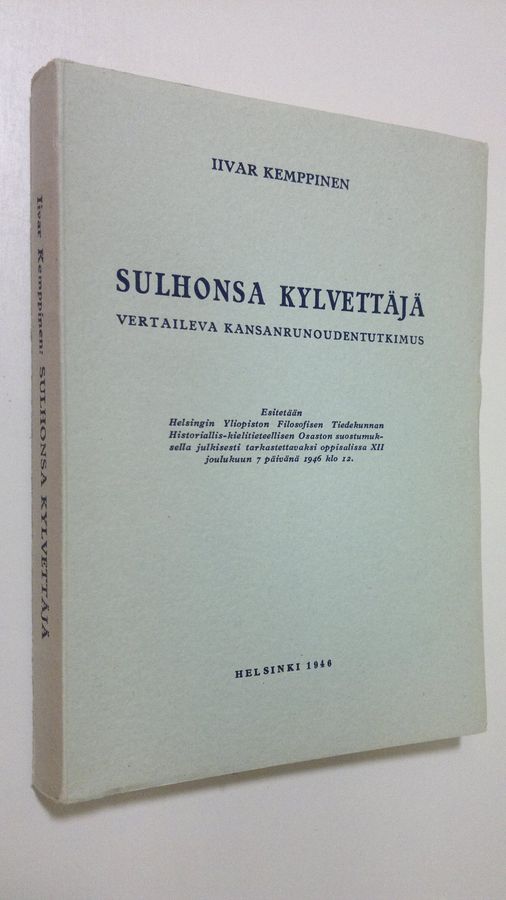 IIVAR KEMPPINEN
SULHONSA KYLVETTÄJÄ
VERTAILEVA KANSANRUNOUDENTUTKIMUS
Esitetään
Helsingin Yliopiston Filosofisen Tiedekunnan
Historiallis-kielitieteellisen Osaston suostumuk-
sella julkisesti tarkastettavaksi oppisalissa XII
joulukuun 7 päivänä 1946 klo 12.
HELSINKI 1946
Iivar Kemppinen: SULHONSA KYLVETTÄJÄ